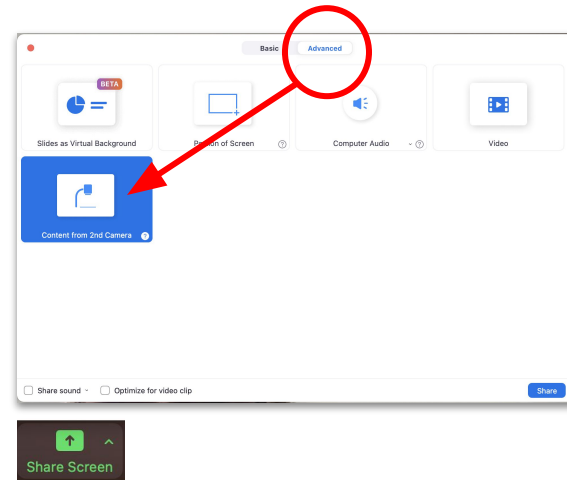 Basic
Advanced
BETA
Slides as Virtual Background
Portion of Screen ?
Computer Audio ?
Video
Content from 2nd Camera ?
Share sound
Optimize for video clip
Share
Share Screen